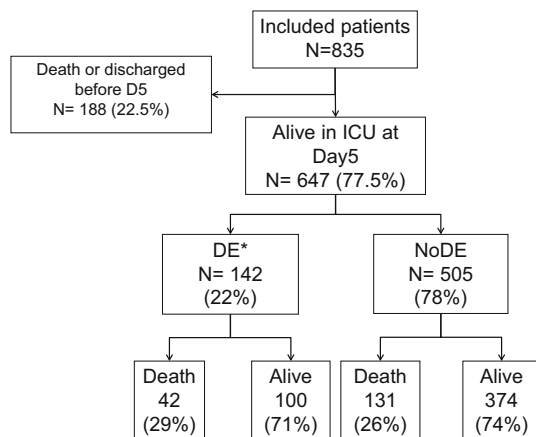 Included patients
N=835
Death or discharged
before D5
N= 188 (22.5%)
Alive in ICU at
Day5
N= 647 (77.5%)
DE*
N= 142
(22%)
NoDE
N= 505
(78%)
Death
42
(29%)
Alive
100
(71%)
Death
131
(26%)
Alive
374
(74%)